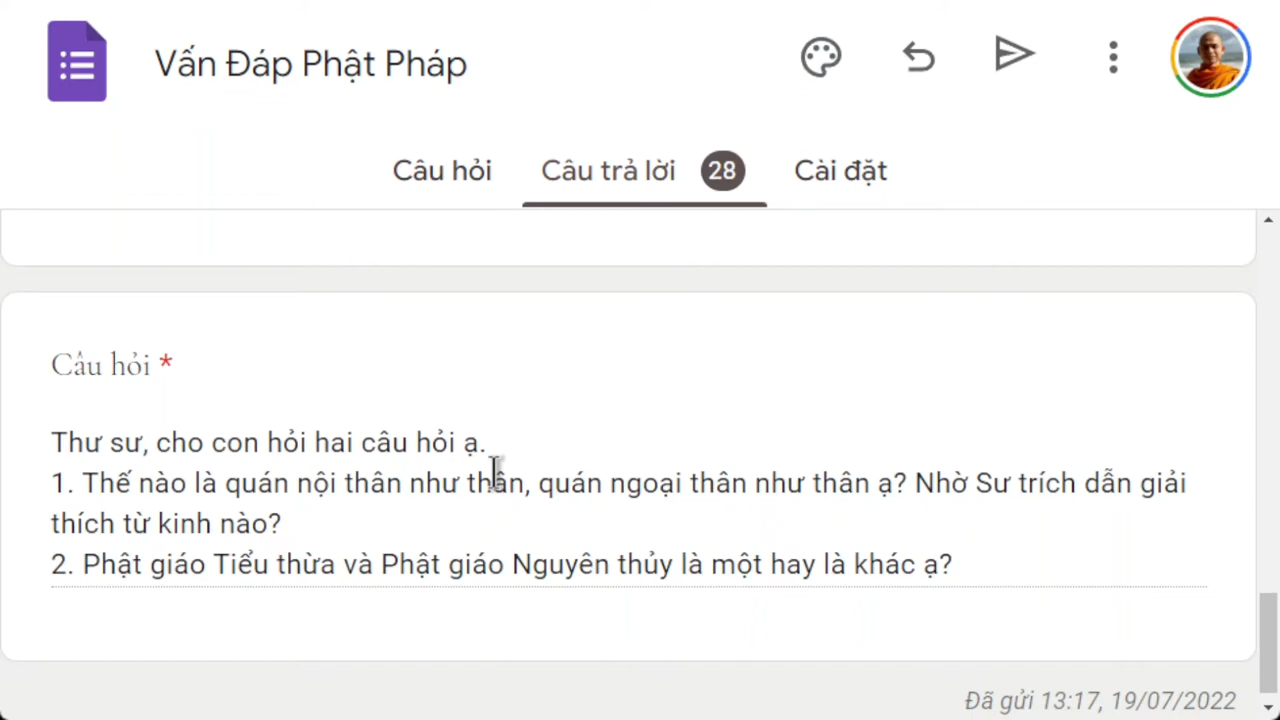 Vấn Đáp Phật Pháp
Câu hỏi
Câu trả lời
28
Cài đặt
Câu hỏi *
Thư sư, cho con hỏi hai câu hỏi ạ.
1. Thế nào là quán nội thân như thân, quán ngoại thân như thân ạ? Nhờ Sư trích dẫn giải
thích từ kinh nào?
2. Phật giáo Tiểu thừa và Phật giáo Nguyên thủy là một hay là khác ạ?
Đã gửi 13:17, 19/07/2022